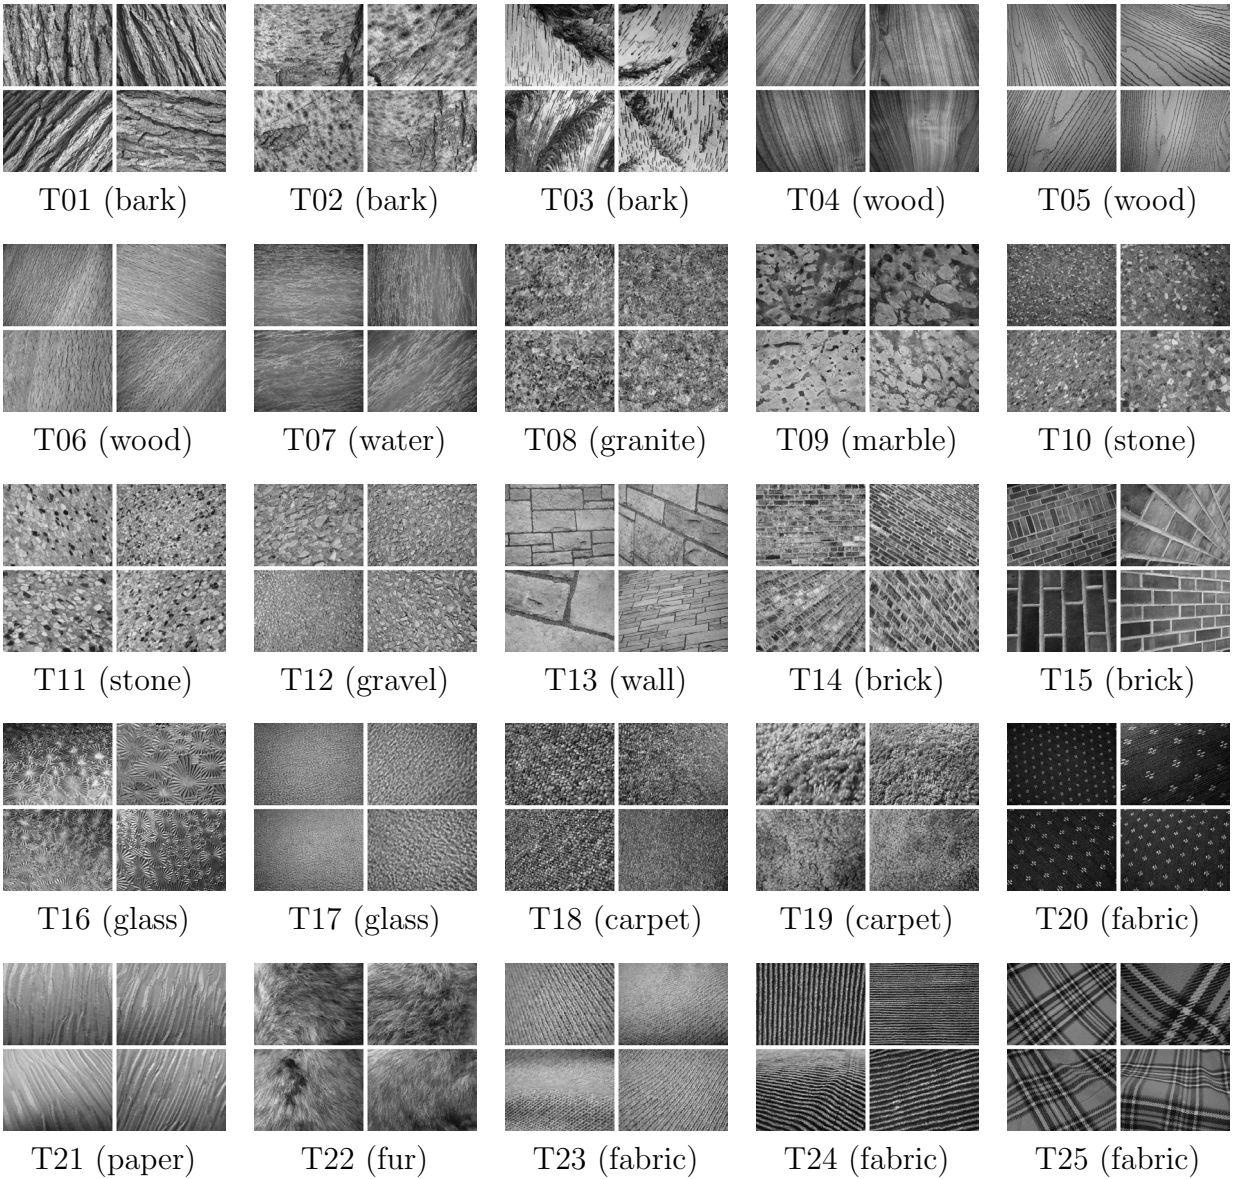 T01 (bark) T02 (bark) T03 (bark) T04 (wood) T05 (wood)
T06 (wood) T07 (water) T08 (granite) T09 (marble) T10 (stone)
T11 (stone) T12 (gravel) T13 (wall) T14 (brick) T15 (brick)
T16 (glass) T17 (glass) T18 (carpet) T19 (carpet) T20 (fabric)
T21 (paper) T22 (fur) T23 (fabric) T24 (fabric) T25 (fabric)